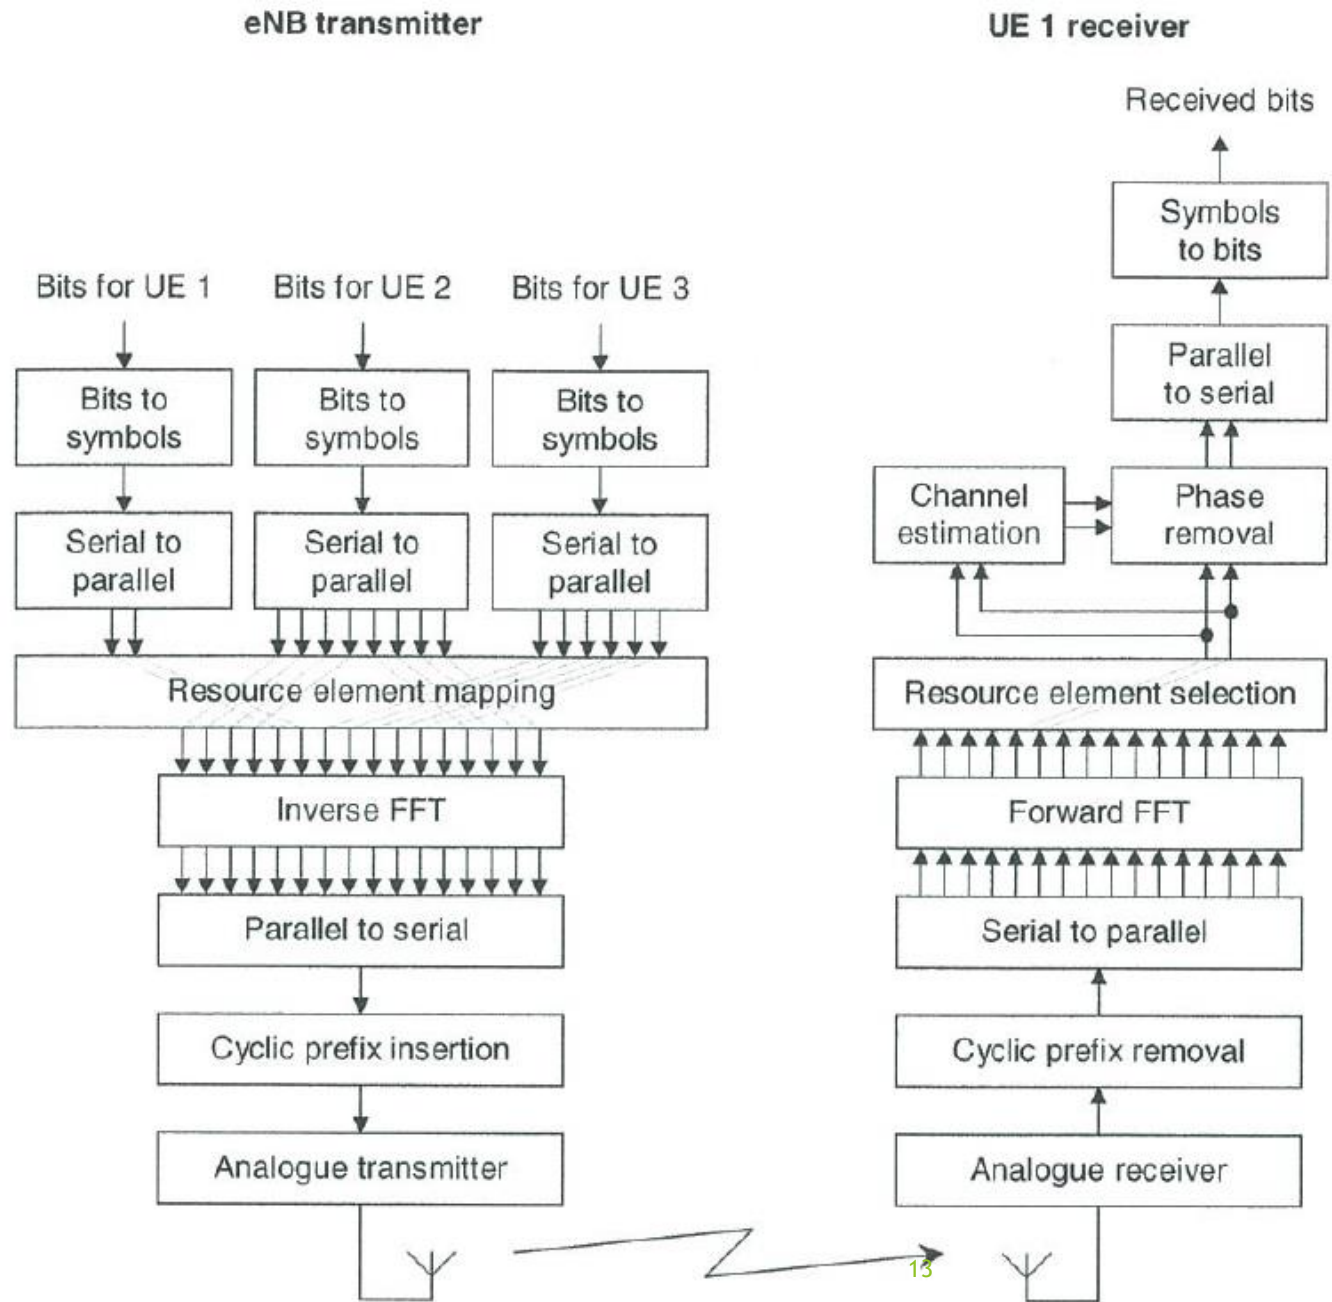 eNB transmitter
UE 1 receiver
Received bits
Symbols
to bits
Parallel
to serial
Channel
estimation
Phase
removal
Resource element selection
Forward FFT
Serial to parallel
Cyclic prefix removal
Analogue receiver
Bits for UE 1
Bits for UE 2
Bits for UE 3
Bits to
symbols
Bits to
symbols
Bits to
symbols
Serial to
parallel
Serial to
parallel
Serial to
parallel
Resource element mapping
Inverse FFT
Parallel to serial
Cyclic prefix insertion
Analogue transmitter
13